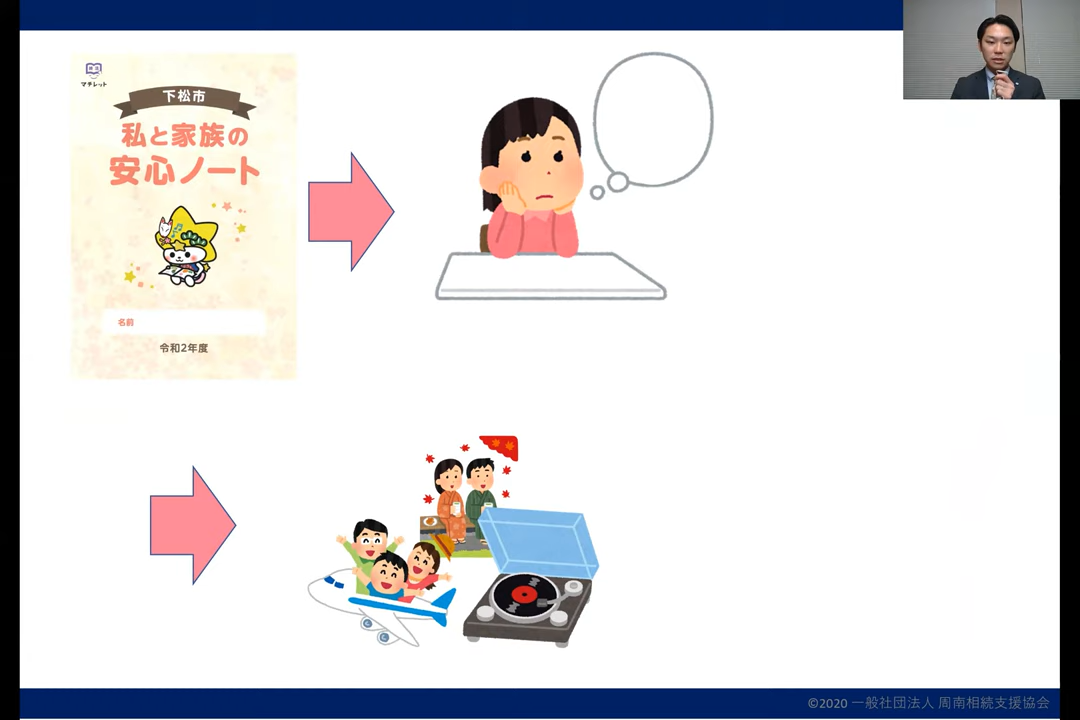 マチレット
下松市
私と家族の
安心ノート
名前
令和2年度
©2020 一般社団法人 周南相続支援協会